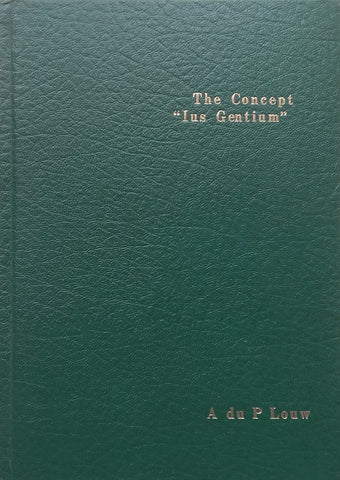 The Concept
“Ius Gentium”
A du P Louw